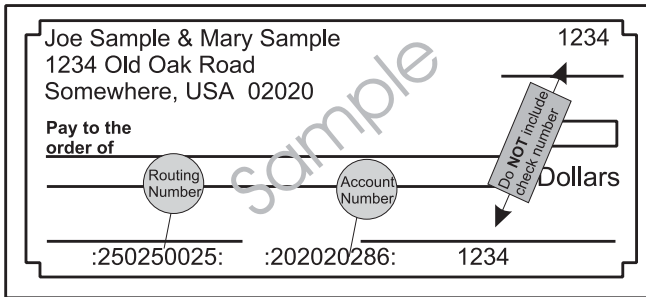 Joe Sample & Mary Sample
1234
1234 Old Oak Road
Somewhere, USA 02020
Sample
Do NOT include
check number
Pay to the
order of
Routing
Number
Account
Number
Dollars
:250250025:
:202020286:
1234